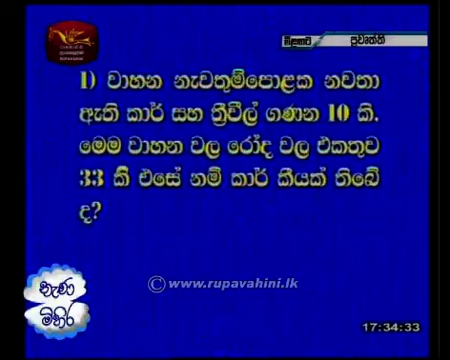 මීළඟට
පුවෘත්ති
1) වාහන නැවතුම්පොළක නවතා
ඇති කාර් සහ ත්‍රීවීල් ගණන 10 කි.
මෙම වාහන වල රෝද වල එකතුව
33 කි එසේ නම් කාර් කීයක් තිබේ
ද?
© www.rupavahini.lk
නැණ
මිහිර
17:34:33